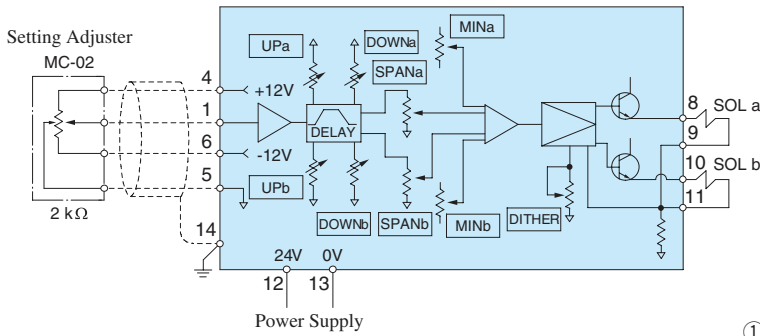 Setting Adjuster
MC-02
2 kΩ
4
1
6
5
14
+12V
-12V
UPa
DOWNa
SPANa
MINa
DELAY
UPb
DOWNb
SPANb
MINb
DITHER
8 SOL a
9
10 SOL b
11
24V 0V
12 13
Power Supply
①